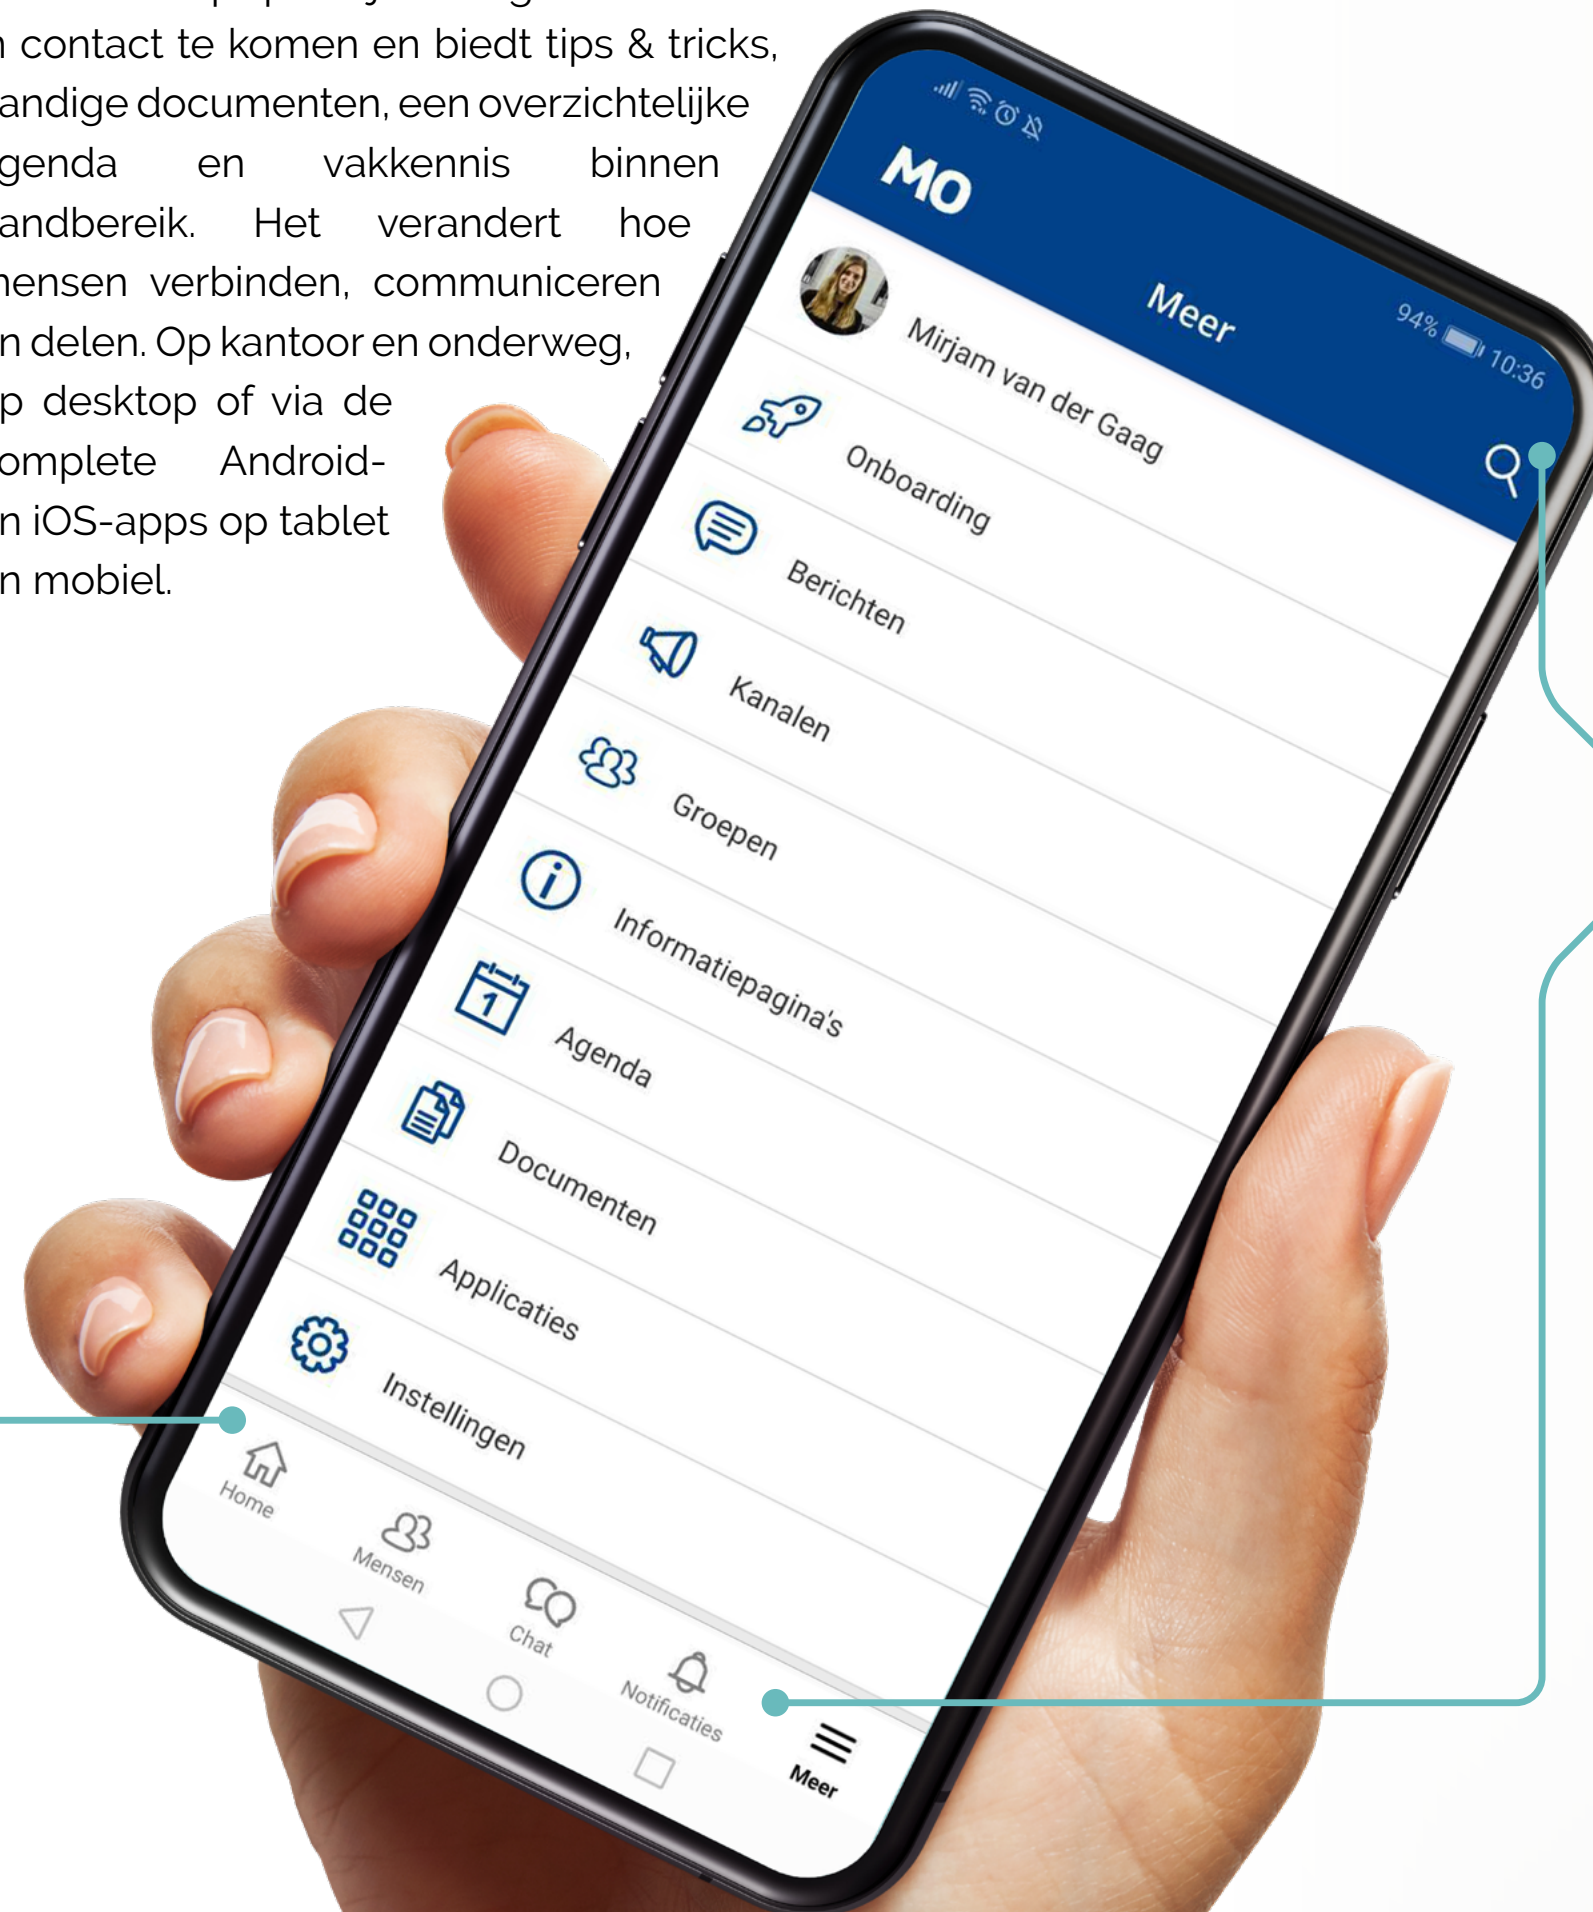 contact te komen en biedt tips & tricks,
andige documenten, een overzichtelijke
genda en vakkennis binnen
andbereik. Het verandert hoe
mensen verbinden, communiceren
n delen. Op kantoor en onderweg,
p desktop of via de
omplete Android-
n iOS-apps op tablet
n mobiel.
94% 10:36
MO
Meer
Mirjam van der Gaag
Onboarding
Berichten
Kanalen
Groepen
Informatiepagina's
1
Agenda
Documenten
Applicaties
Instellingen
Home
Mensen
Chat
Notificaties
Meer